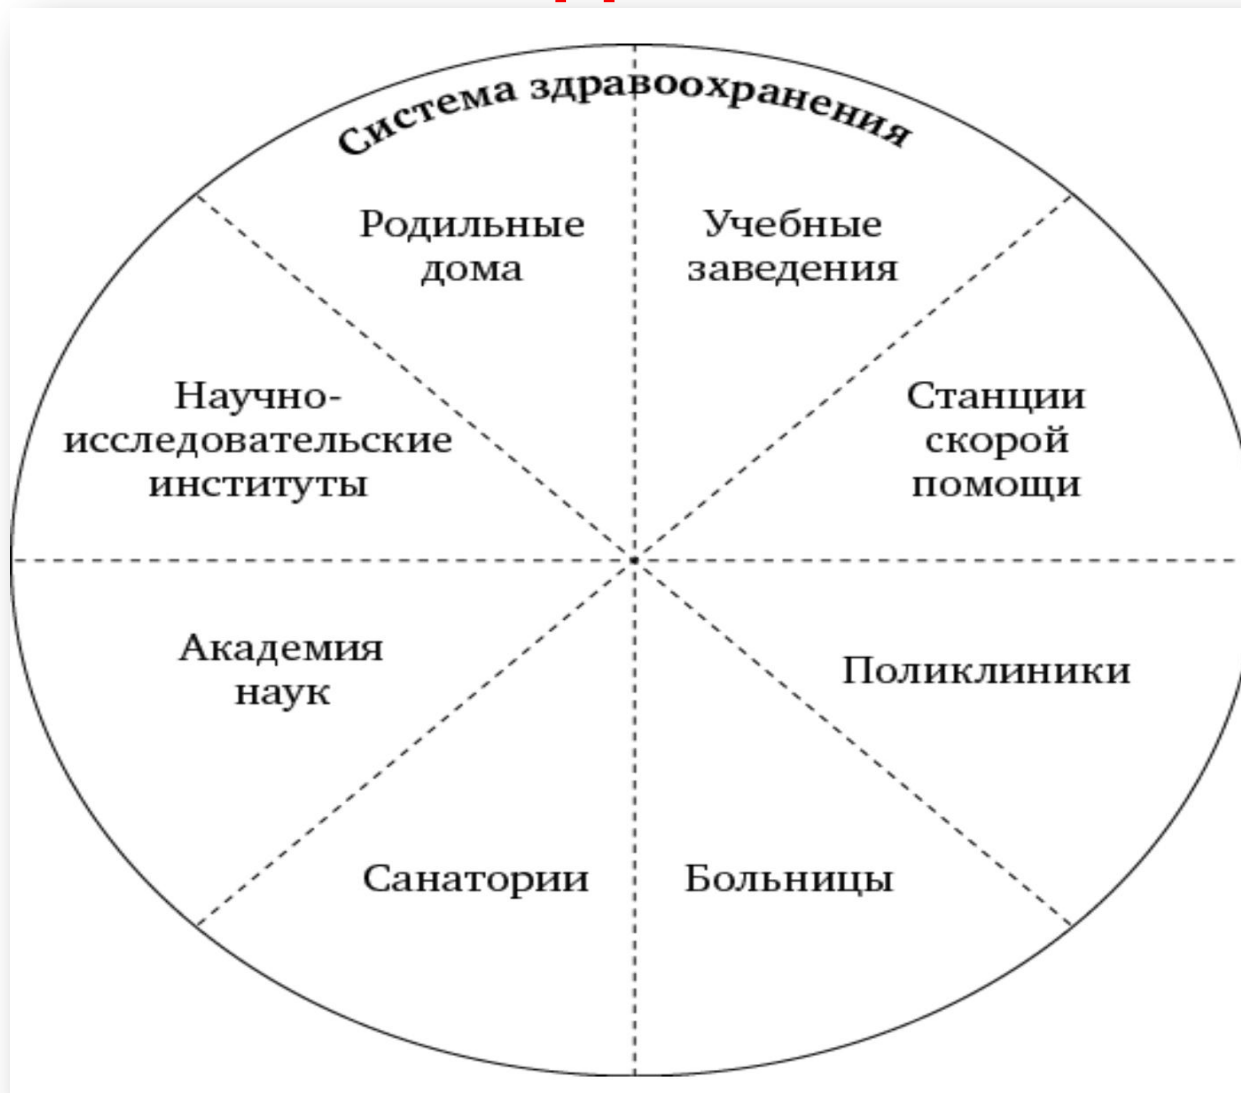 Система здравоохранения
Родильные
дома
Учебные
заведения
Научно-
исследовательские
институты
Станции
скорой
помощи
Академия
наук
Поликлиники
Санатории
Больницы